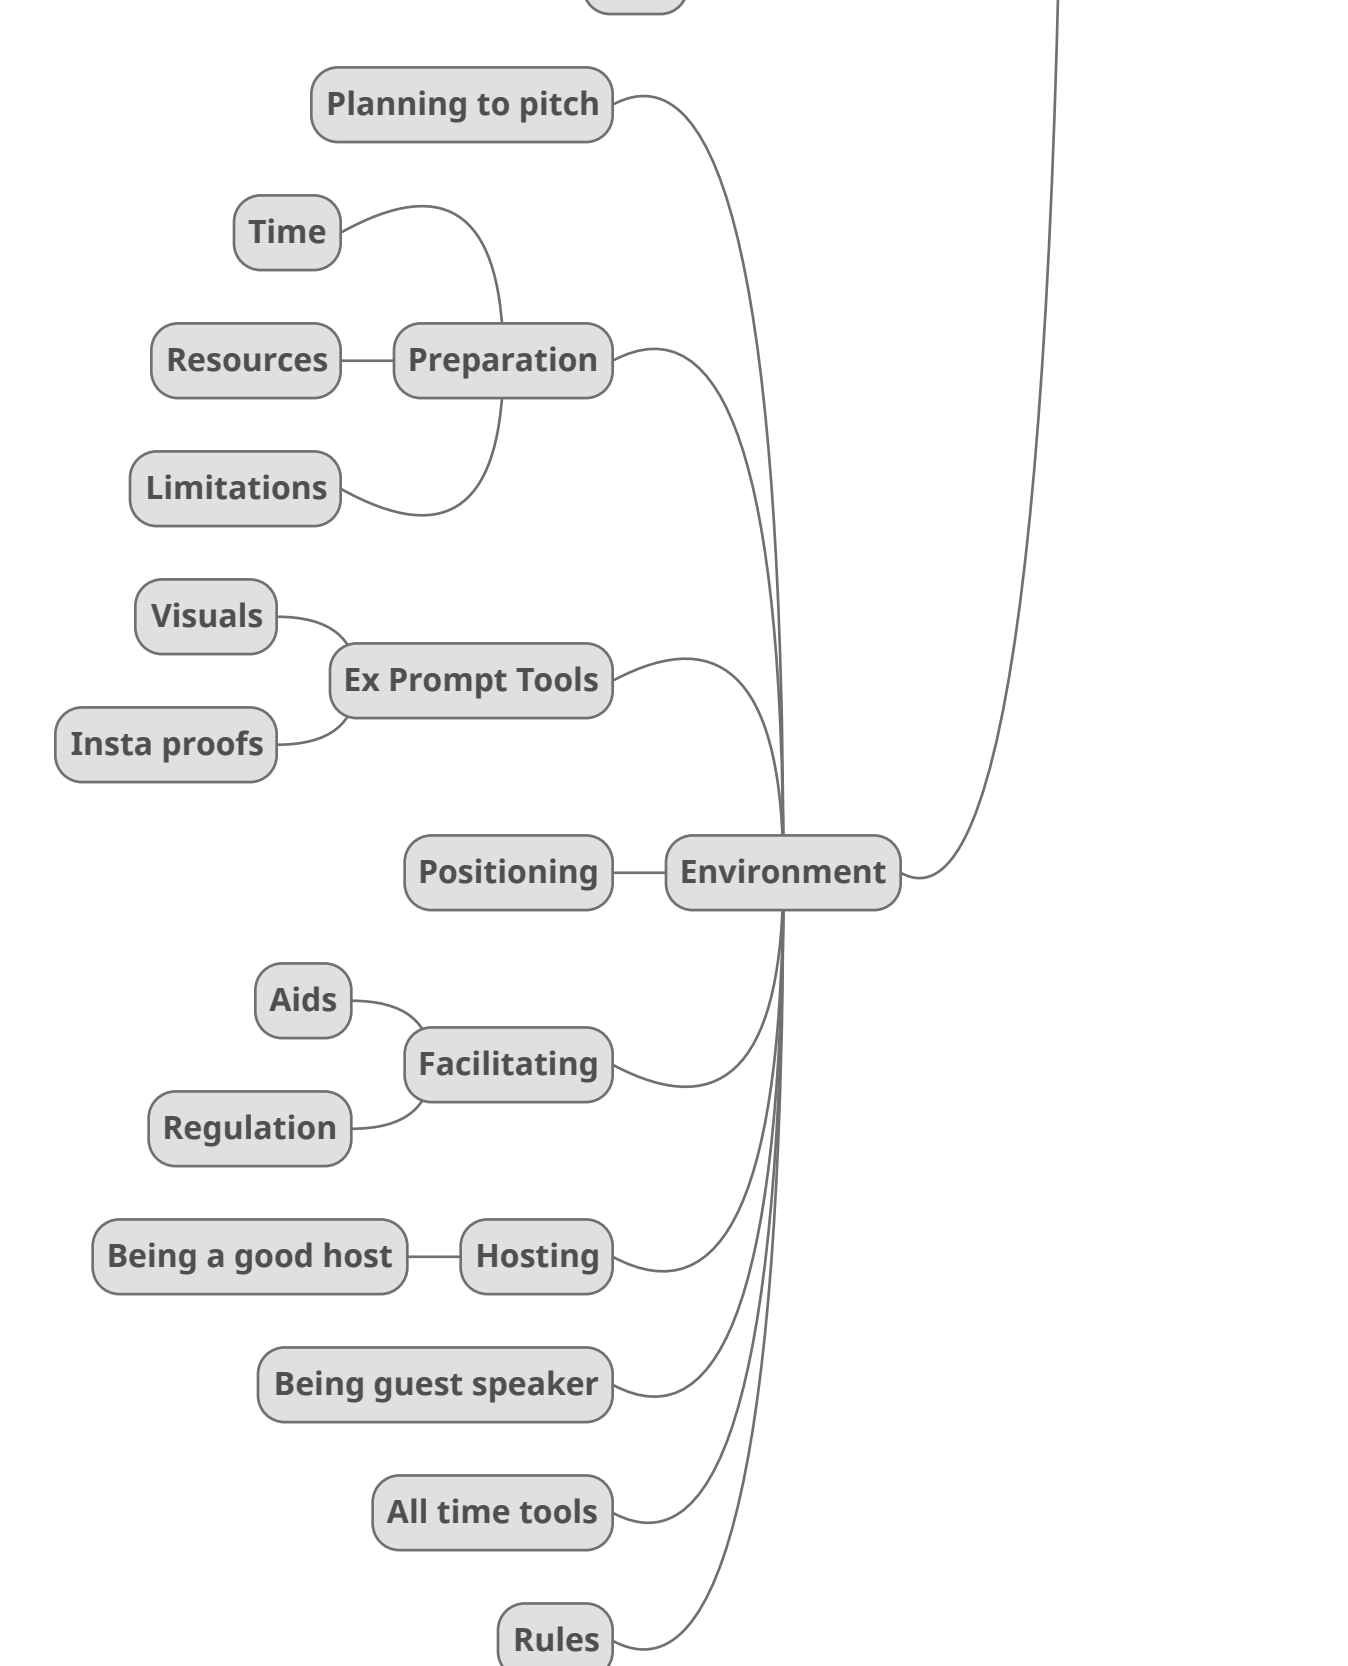 Planning to pitch
Time
Resources
Preparation
Limitations
Visuals
Ex Prompt Tools
Insta proofs
Positioning
Environment
Aids
Facilitating
Regulation
Being a good host
Hosting
Being guest speaker
All time tools
Rules